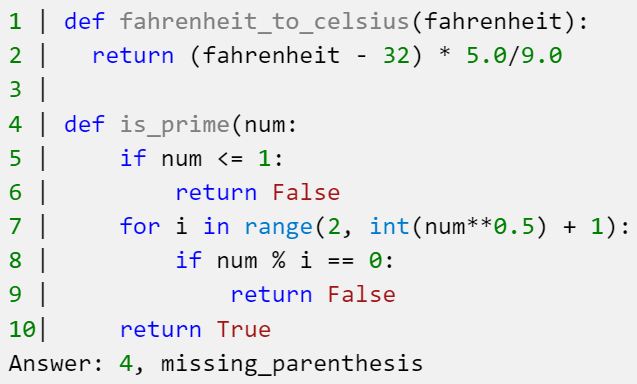 1 | def fahrenheit_to_celsius(fahrenheit):
2 |   return (fahrenheit - 32) * 5.0/9.0
3 |
4 | def is_prime(num:
5 |     if num <= 1:
6 |         return False
7 |     for i in range(2, int(num**0.5) + 1):
8 |         if num % i == 0:
9 |             return False
10|     return True
Answer: 4, missing_parenthesis